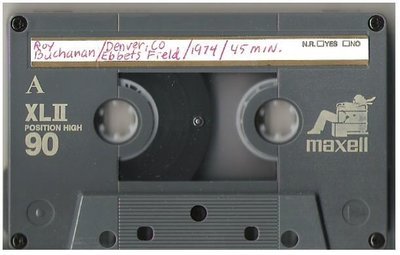 Roy Buchanan/Denver, CO Ebbets Field/1974/45 min.
N.R. □YES □NO
A
XLII
POSITION HIGH
90
maxell